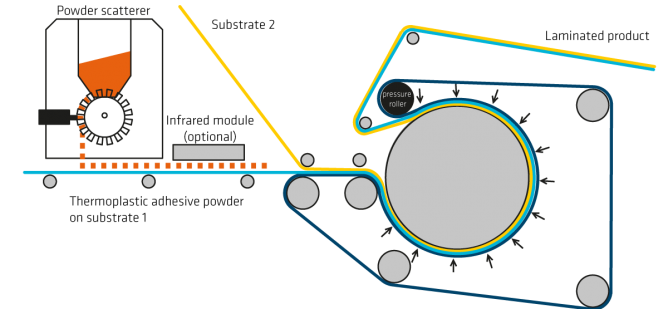 Powder scatterer
Substrate 2
Laminated product
pressure
roller
Infrared module
(optional)
Thermoplastic adhesive powder
on substrate 1